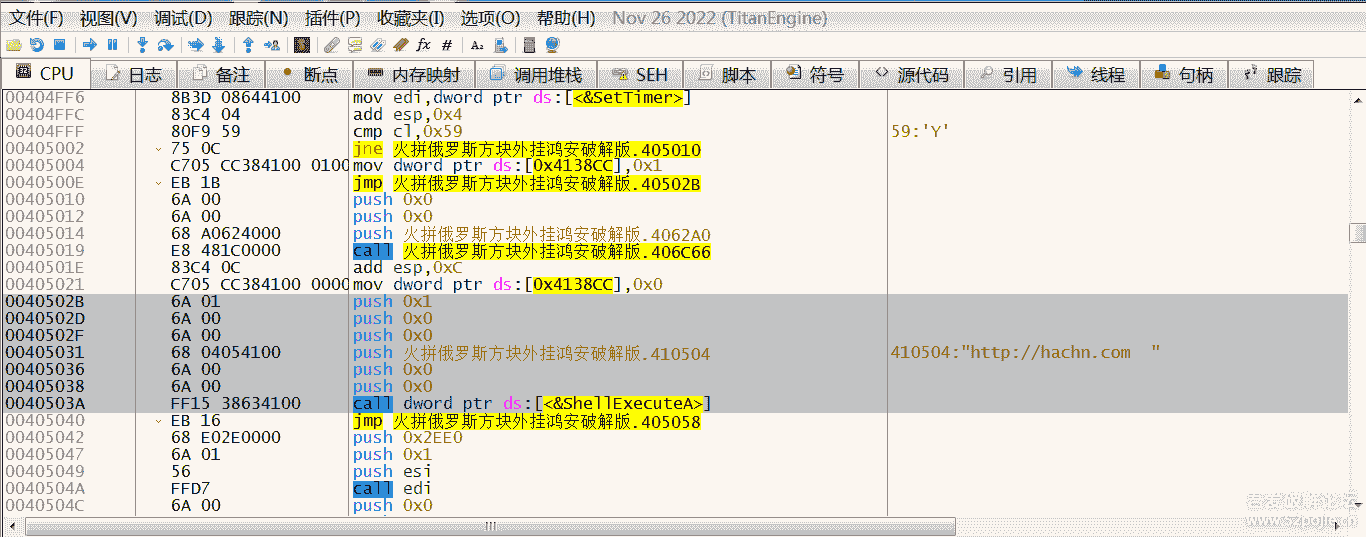 文件(F) 视图(V) 调试(D) 跟踪(N) 插件(P) 收藏夹(I) 选项(O) 帮助(H) Nov 26 2022 (TitanEngine)
fx # A₂
CPU 日志 备注 断点 内存映射 调用堆栈 SEH 脚本 符号 源代码 引用 线程 句柄 跟踪
00404FF6 8B3D 08644100 mov edi,dword ptr ds:[<&SetTimer>]
00404FFC 83C4 04 add esp,0x4
00404FFF 80F9 59 cmp cl,0x59 59:'Y'
00405002 75 0C jne 火拼俄罗斯方块外挂鸿安破解版.405010
00405004 C705 CC384100 0100 mov dword ptr ds:[0x4138CC],0x1
0040500E EB 1B jmp 火拼俄罗斯方块外挂鸿安破解版.40502B
00405010 6A 00 push 0x0
00405012 6A 00 push 0x0
00405014 68 A0624000 push 火拼俄罗斯方块外挂鸿安破解版.4062A0
00405019 E8 481C0000 call 火拼俄罗斯方块外挂鸿安破解版.406C66
0040501E 83C4 0C add esp,0xC
00405021 C705 CC384100 0000 mov dword ptr ds:[0x4138CC],0x0
0040502B 6A 01 push 0x1
0040502D 6A 00 push 0x0
0040502F 6A 00 push 0x0
00405031 68 04054100 push 火拼俄罗斯方块外挂鸿安破解版.410504 410504:"http://hachn.com  "
00405036 6A 00 push 0x0
00405038 6A 00 push 0x0
0040503A FF15 38634100 call dword ptr ds:[<&ShellExecuteA>]
00405040 EB 16 jmp 火拼俄罗斯方块外挂鸿安破解版.405058
00405042 68 E02E0000 push 0x2EE0
00405047 6A 01 push 0x1
00405049 56 push esi
0040504A FFD7 call edi
0040504C 6A 00 push 0x0
吾爱破解论坛
www.52pojie.cn